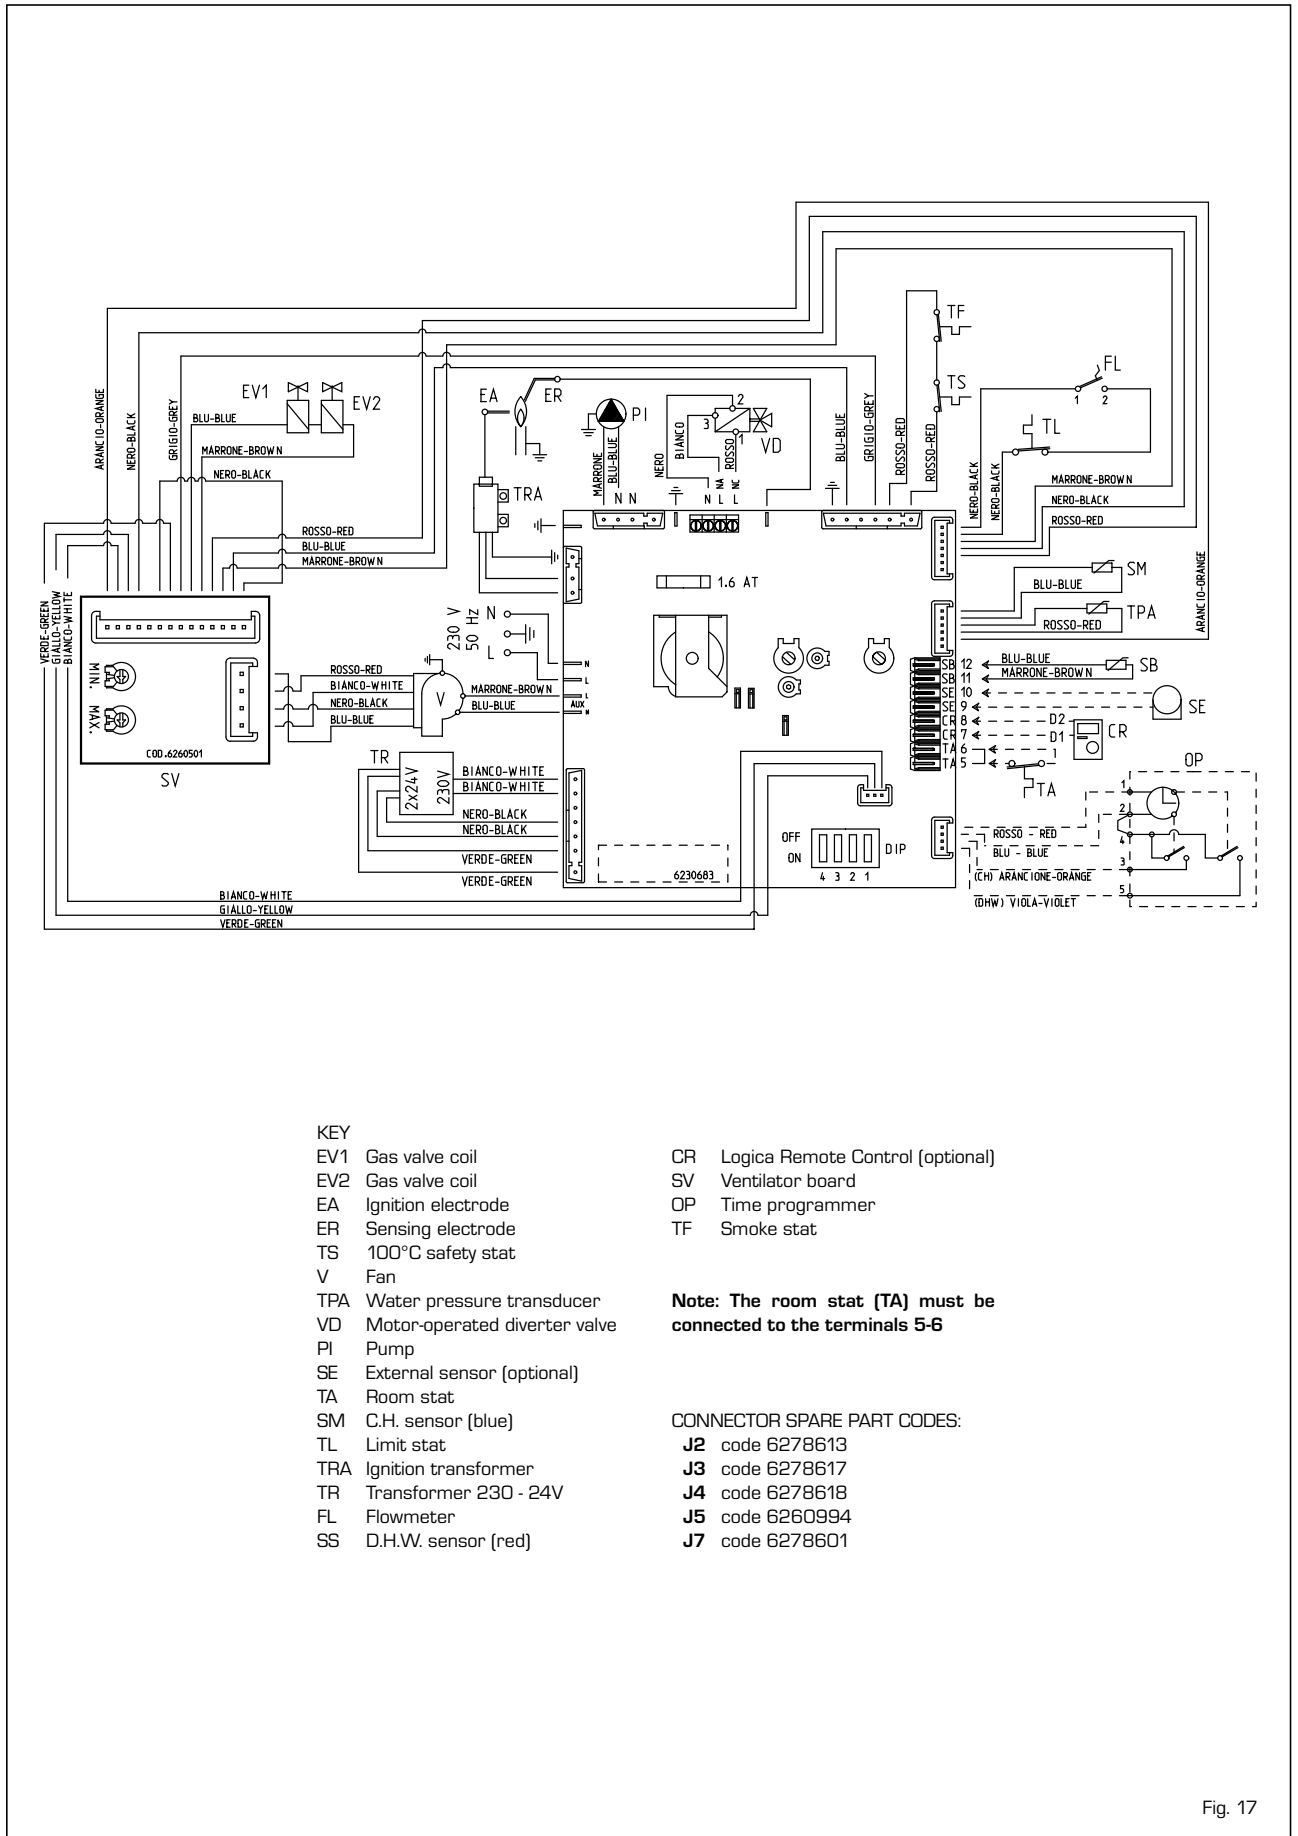 TF
TS
FL
1 2
TL
EV1
EV2
EA
ER
PI
VD
3
2
1
TRA
ARANCIO-ORANGE
NERO-BLACK
GRIGIO-GREY
BLU-BLUE
MARRONE-BROWN
NERO-BLACK
MARRONE
BLU-BLUE
NERO
BIANCO
ROSSO
N N
NA NC
N L L
BLU-BLUE
GRIGIO-GREY
ROSSO-RED
ROSSO-RED
NERO-BLACK
NERO-BLACK
MARRONE-BROWN
NERO-BLACK
ROSSO-RED
ARANCIO-ORANGE
ROSSO-RED
BLU-BLUE
MARRONE-BROWN
VERDE-GREEN
GIALLO-YELLOW
BIANCO-WHITE
MIN.
MAX.
COD.6260501
SV
1.6 AT
230 V
50 Hz
N
L
N
L
L
AUX
N
ROSSO-RED
BIANCO-WHITE
NERO-BLACK
BLU-BLUE
V
MARRONE-BROWN
BLU-BLUE
SM
BLU-BLUE
TPA
ROSSO-RED
SB 12
SB 11
SE 10
SE 9
CR 8
CR 7
TA 6
TA 5
BLU-BLUE
MARRONE-BROWN
SB
SE
D2
D1
CR
TA
OP
TR
2x24V
230V
BIANCO-WHITE
BIANCO-WHITE
NERO-BLACK
NERO-BLACK
VERDE-GREEN
VERDE-GREEN
OFF
ON
DIP
4 3 2 1
6230683
1
2
4
3
5
ROSSO - RED
BLU - BLUE
(CH) ARANCIONE-ORANGE
(DHW) VIOLA-VIOLET
BIANCO-WHITE
GIALLO-YELLOW
VERDE-GREEN
KEY
EV1 Gas valve coil
EV2 Gas valve coil
EA Ignition electrode
ER Sensing electrode
TS 100°C safety stat
V Fan
TPA Water pressure transducer
VD Motor-operated diverter valve
PI Pump
SE External sensor (optional)
TA Room stat
SM C.H. sensor (blue)
TL Limit stat
TRA Ignition transformer
TR Transformer 230 - 24V
FL Flowmeter
SS D.H.W. sensor (red)
CR Logica Remote Control (optional)
SV Ventilator board
OP Time programmer
TF Smoke stat
Note: The room stat (TA) must be
connected to the terminals 5-6
CONNECTOR SPARE PART CODES:
J2 code 6278613
J3 code 6278617
J4 code 6278618
J5 code 6260994
J7 code 6278601
Fig. 17